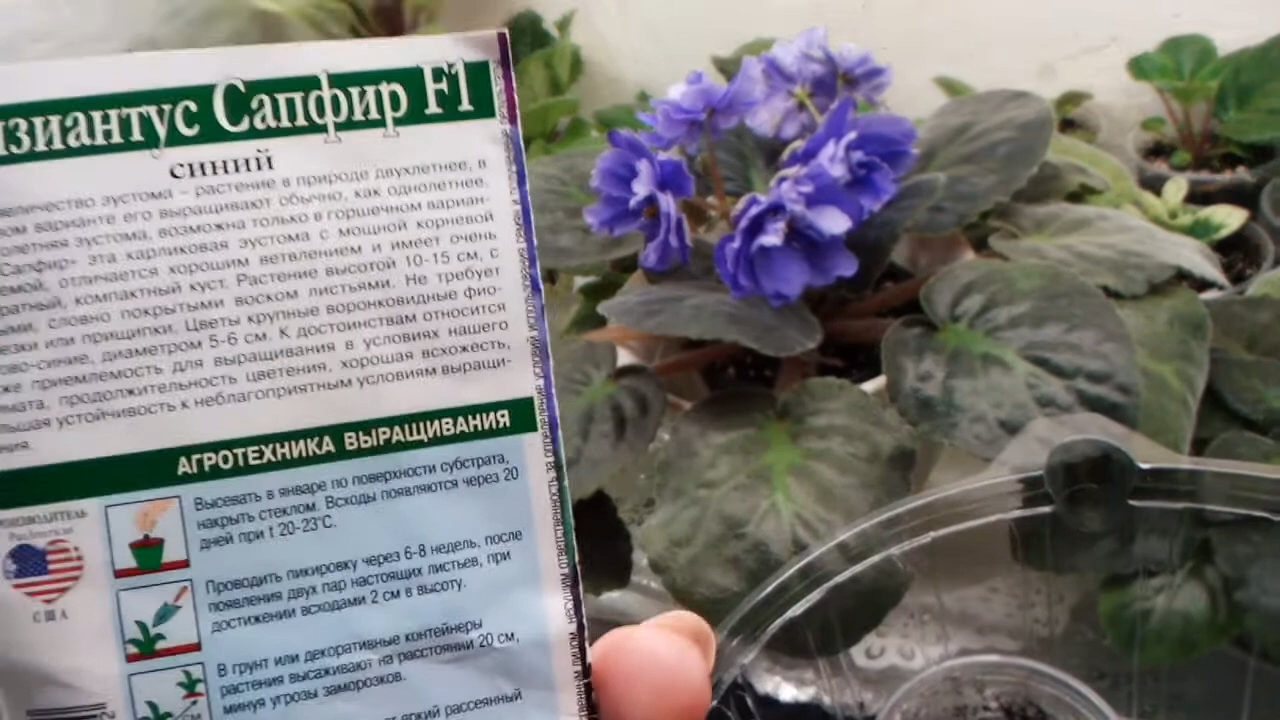 изиантус Сапфир F1
синий
величество эустома – растение в природе двухлетнее, в
ом варианте его выращивают обычно, как однолетнее.
олетняя эустома, возможна только в горшечном вариан-
Сапфир» эта карликовая эустома с мощной корневой
емой, отличается хорошим ветвлением и имеет очень
ратный, компактный куст. Растение высотой 10-15 см, с
ыми, словно покрытыми воском листьями. Не требует
езки или прищипки. Цветы крупные воронковидные фио-
ово-синие, диаметром 5-6 см. К достоинствам относится
же приемлемость для выращивания в условиях нашего
мата, продолжительность цветения, хорошая всхожесть,
льшая устойчивость к неблагоприятным условиям выращи-
ния.
АГРОТЕХНИКА ВЫРАЩИВАНИЯ
США
Высевать в январе по поверхности субстрата,
накрыть стеклом. Всходы появляются через 20
дней при t 20-23°С.
Проводить пикировку через 6-8 недель, после
появления двух пар настоящих листьев, при
достижении всходами 2 см в высоту.
В грунт или декоративные контейнеры
растения высаживают на расстоянии 20 см,
минуя угрозы заморозков.
яркий рассеянный